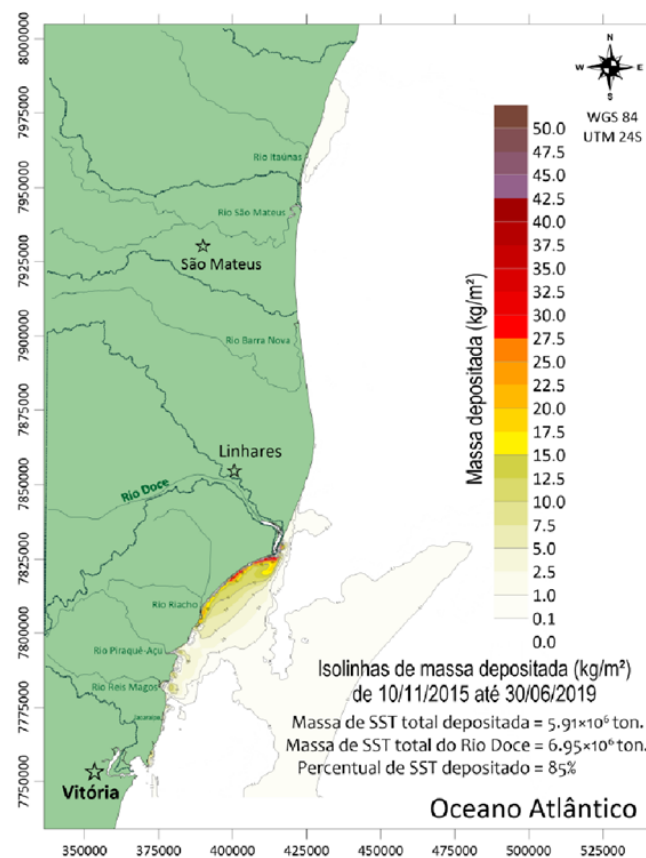 8000000
7975000
7950000
7925000
7900000
7875000
7850000
7825000
7800000
7775000
7750000
350000
375000
400000
425000
450000
475000
500000
525000
N
W
E
S
WGS 84
UTM 24S
Rio Itaúnas
Rio São Mateus
São Mateus
Rio Barra Nova
Linhares
Rio Doce
Rio Riacho
Rio Piraquê-Açu
Rio Reis Magos
Vitória
Massa depositada (kg/m²)
50.0
47.5
45.0
42.5
40.0
37.5
35.0
32.5
30.0
27.5
25.0
22.5
20.0
17.5
15.0
12.5
10.0
7.5
5.0
2.5
1.0
0.1
0.0
Isolinhas de massa depositada (kg/m²)
de 10/11/2015 até 30/06/2019
Massa de SST total depositada = 5.91×10⁶ ton.
Massa de SST total do Rio Doce = 6.95×10⁶ ton.
Percentual de SST depositado = 85%
Oceano Atlântico